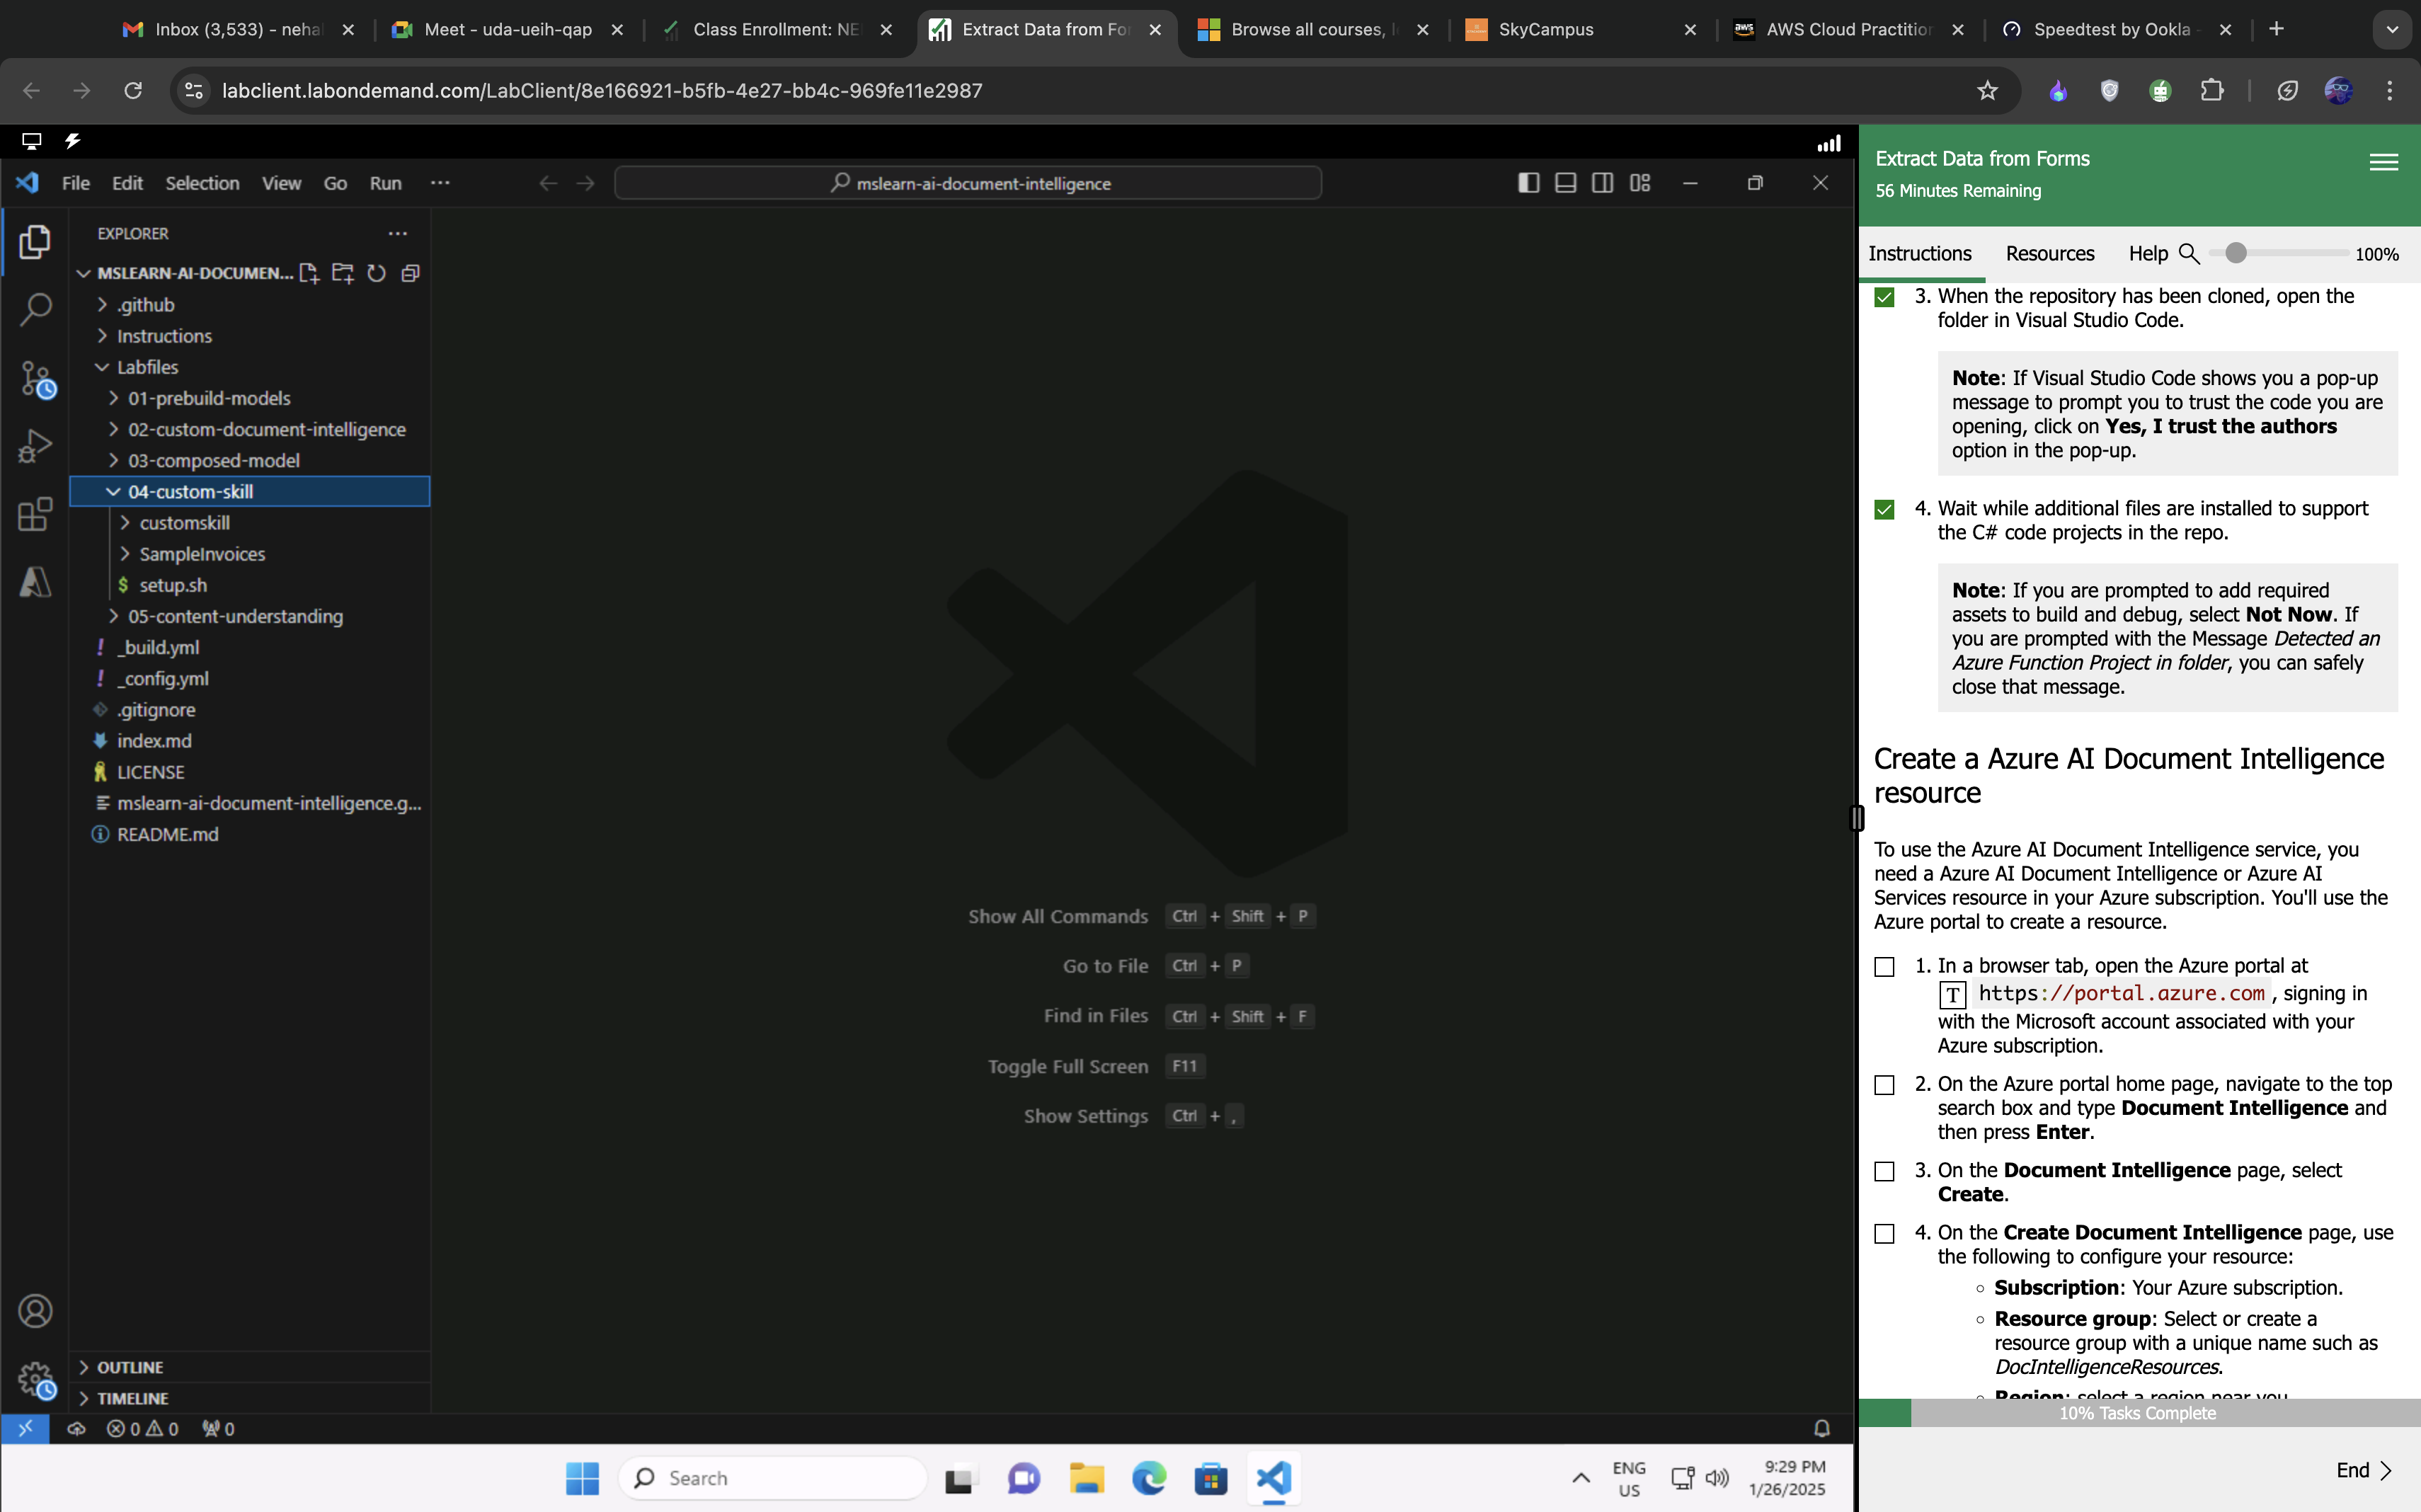 Inbox (3,533) - neha
Meet - uda-ueih-qap
Class Enrollment: NE
Extract Data from For
Browse all courses, l
SkyCampus
AWS Cloud Practition
Speedtest by Ookla -
labclient.labondemand.com/LabClient/8e166921-b5fb-4e27-bb4c-969fe11e2987
File Edit Selection View Go Run ···
mslearn-ai-document-intelligence
EXPLORER
MSLEARN-AI-DOCUMEN...
.github
Instructions
Labfiles
01-prebuild-models
02-custom-document-intelligence
03-composed-model
04-custom-skill
customskill
SampleInvoices
$ setup.sh
05-content-understanding
! _build.yml
! _config.yml
.gitignore
index.md
LICENSE
mslearn-ai-document-intelligence.g...
README.md
OUTLINE
TIMELINE
0 0 0
Show All Commands Ctrl + Shift + P
Go to File Ctrl + P
Find in Files Ctrl + Shift + F
Toggle Full Screen F11
Show Settings Ctrl + ,
Search
ENG
US
9:29 PM
1/26/2025
Extract Data from Forms
56 Minutes Remaining
Instructions Resources Help 100%
3. When the repository has been cloned, open the
folder in Visual Studio Code.
Note: If Visual Studio Code shows you a pop-up
message to prompt you to trust the code you are
opening, click on Yes, I trust the authors
option in the pop-up.
4. Wait while additional files are installed to support
the C# code projects in the repo.
Note: If you are prompted to add required
assets to build and debug, select Not Now. If
you are prompted with the Message Detected an
Azure Function Project in folder, you can safely
close that message.
Create a Azure AI Document Intelligence
resource
To use the Azure AI Document Intelligence service, you
need a Azure AI Document Intelligence or Azure AI
Services resource in your Azure subscription. You'll use the
Azure portal to create a resource.
1. In a browser tab, open the Azure portal at
T https://portal.azure.com, signing in
with the Microsoft account associated with your
Azure subscription.
2. On the Azure portal home page, navigate to the top
search box and type Document Intelligence and
then press Enter.
3. On the Document Intelligence page, select
Create.
4. On the Create Document Intelligence page, use
the following to configure your resource:
Subscription: Your Azure subscription.
Resource group: Select or create a
resource group with a unique name such as
DocIntelligenceResources.
Region: select a region near you
10% Tasks Complete
End